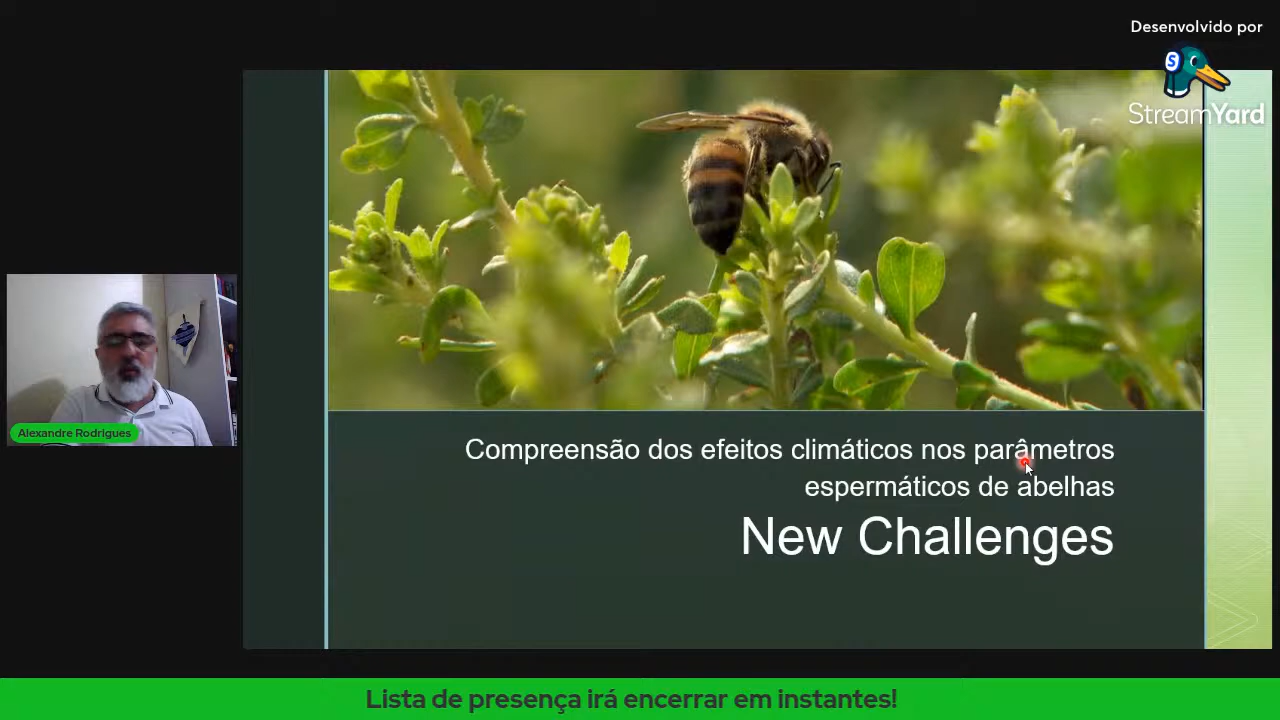 Desenvolvido por
StreamYard
Alexandre Rodrigues
Compreensão dos efeitos climáticos nos parâmetros
espermáticos de abelhas
New Challenges
Lista de presença irá encerrar em instantes!